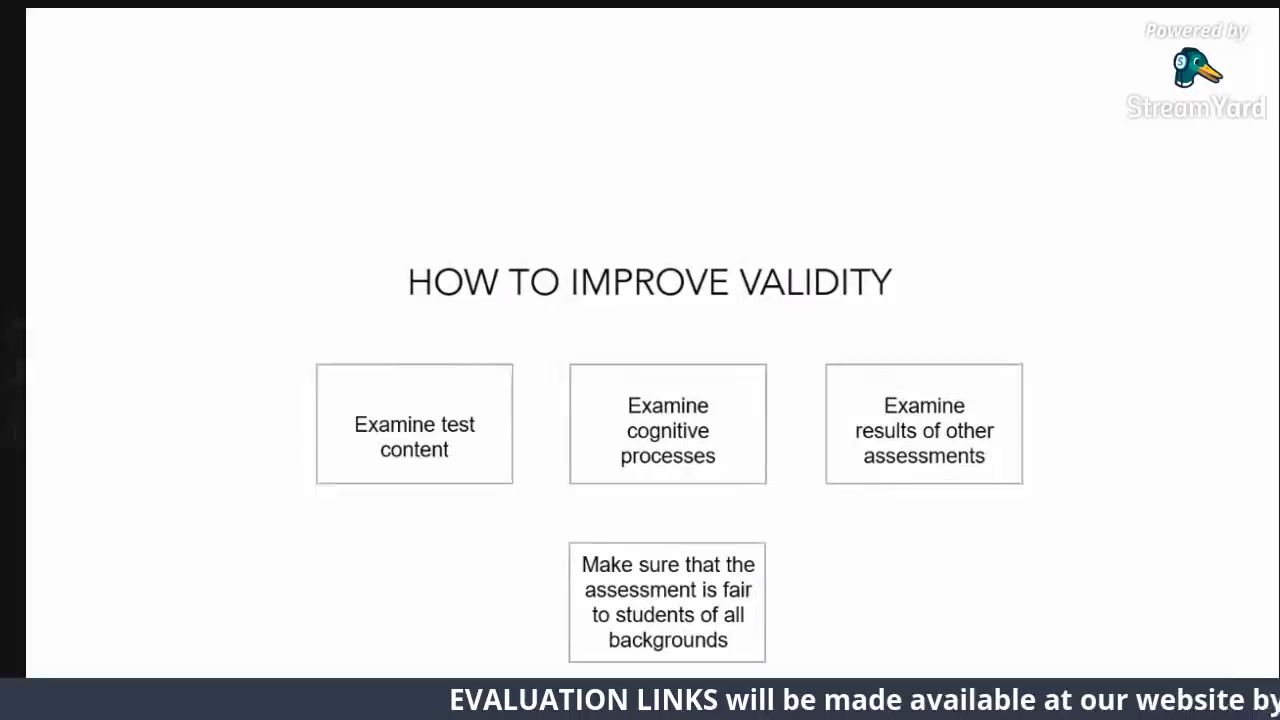 Powered by
StreamYard
HOW TO IMPROVE VALIDITY
Examine test
content
Examine
cognitive
processes
Examine
results of other
assessments
Make sure that the
assessment is fair
to students of all
backgrounds
EVALUATION LINKS will be made available at our website by